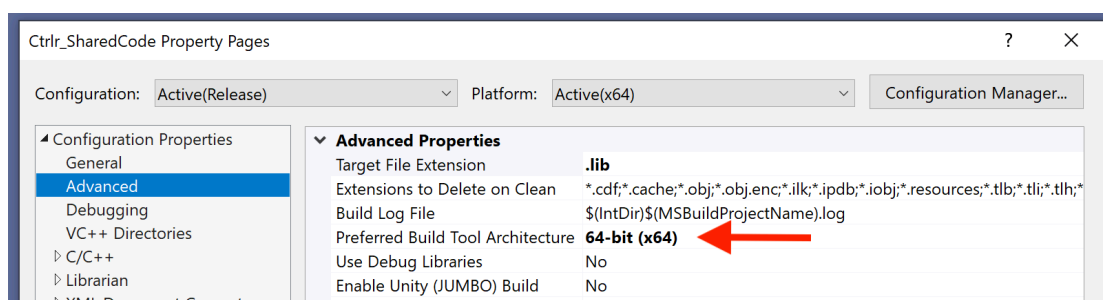 Ctrlr_SharedCode Property Pages ? ×
Configuration: Active(Release) Platform: Active(x64) Configuration Manager...
Configuration Properties
General
Advanced
Debugging
VC++ Directories
C/C++
Librarian
Advanced Properties
Target File Extension .lib
Extensions to Delete on Clean *.cdf;*.cache;*.obj;*.obj.enc;*.ilk;*.ipdb;*.iobj;*.resources;*.tlb;*.tli;*.tlh;*
Build Log File $(IntDir)$(MSBuildProjectName).log
Preferred Build Tool Architecture 64-bit (x64)
Use Debug Libraries No
Enable Unity (JUMBO) Build No